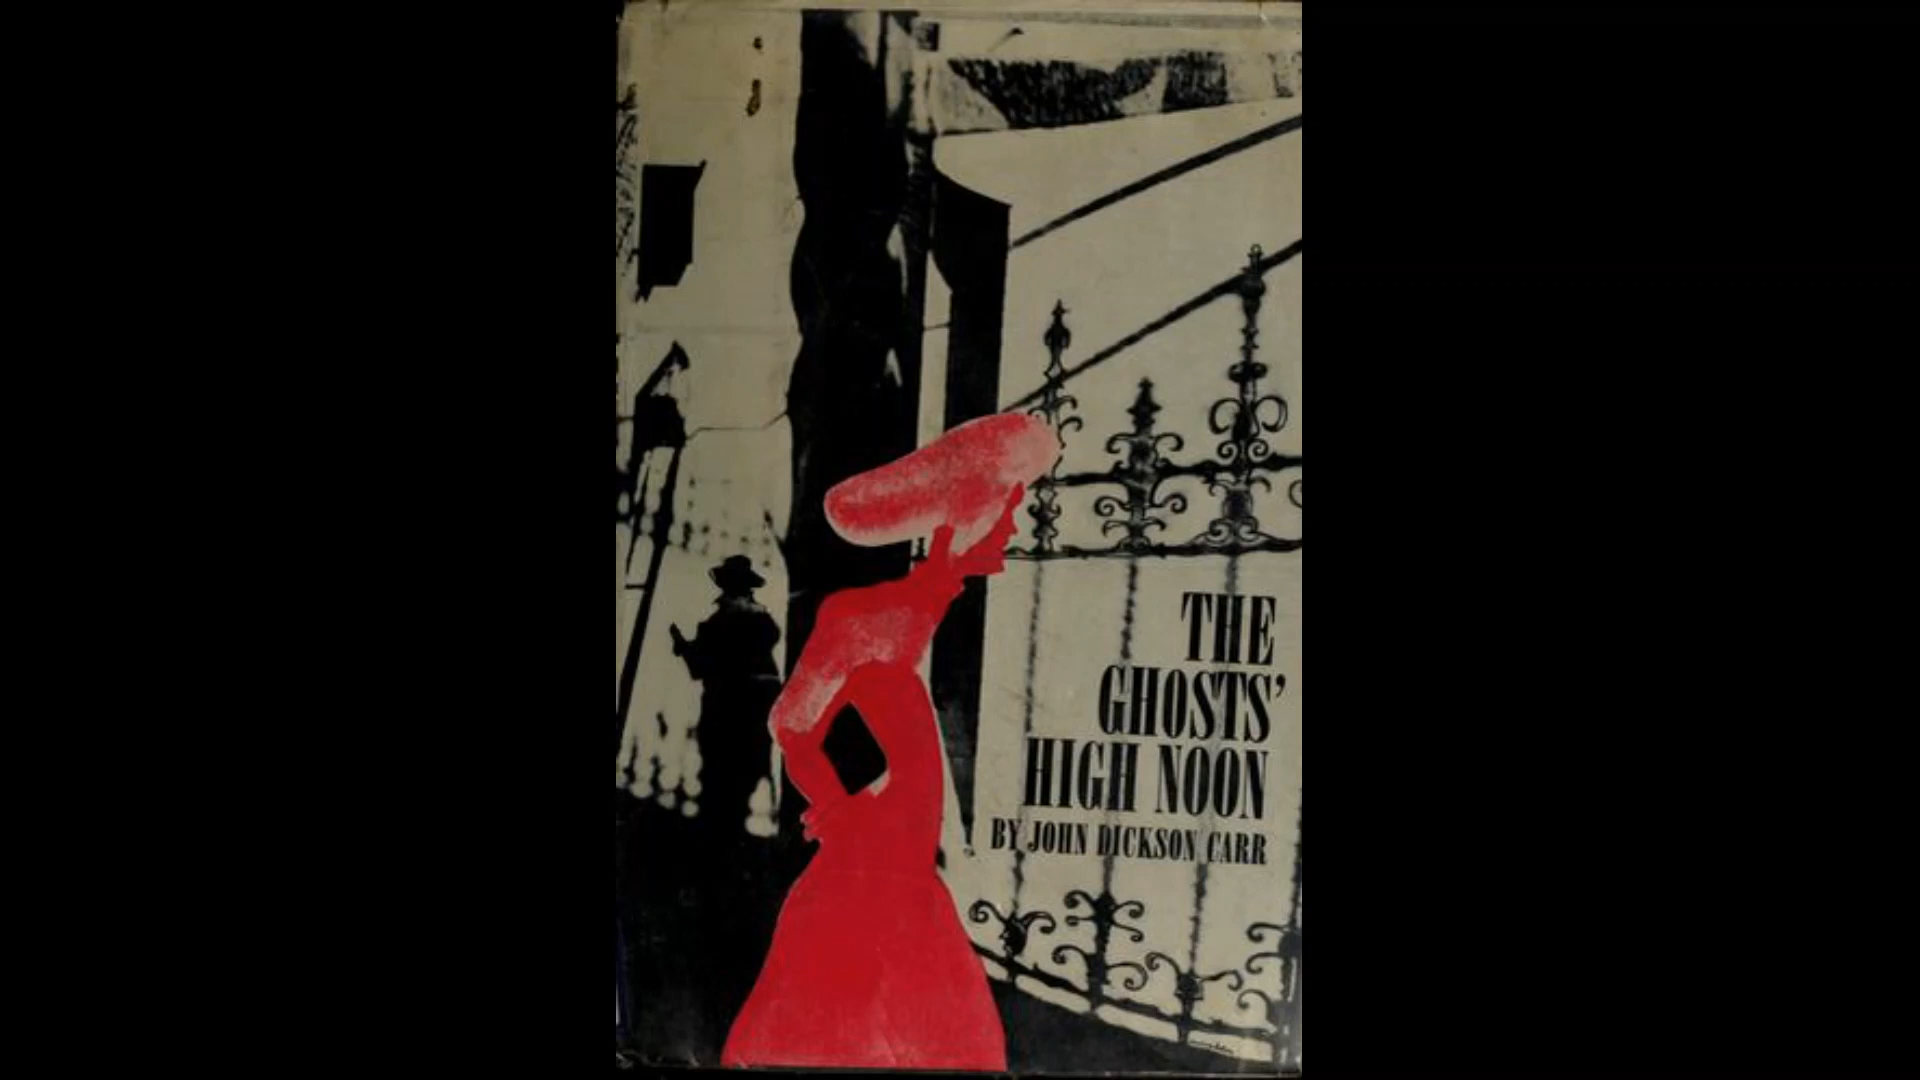 THE
GHOSTS’
HIGH NOON
BY JOHN DICKSON CARR